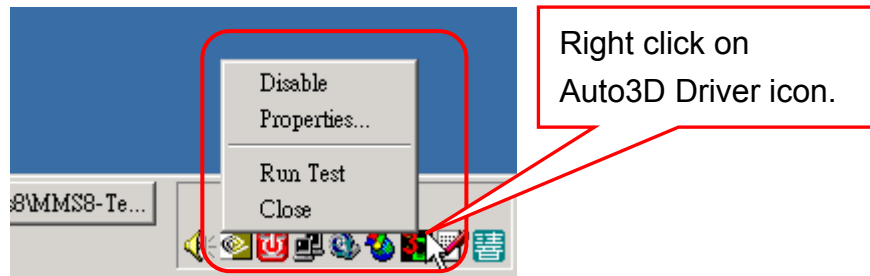 Disable
Properties...
Run Test
Close
Right click on
Auto3D Driver icon.
s8\MMS8-Te...